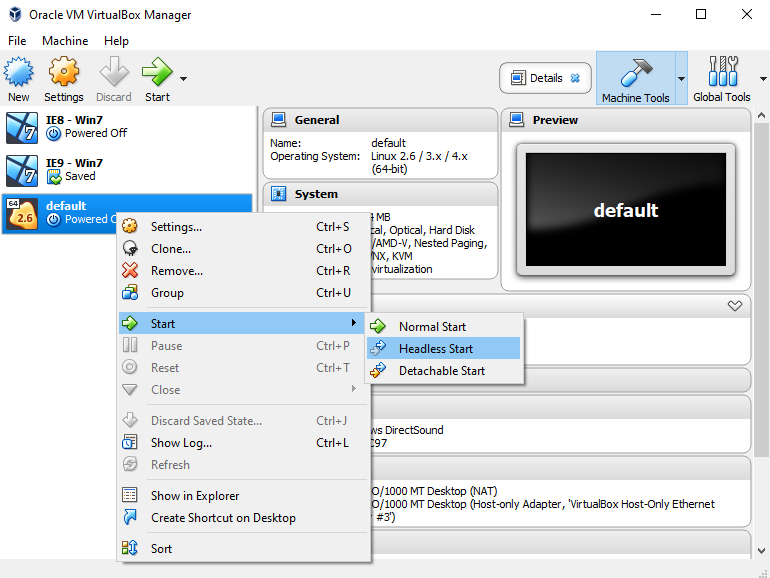 Oracle VM VirtualBox Manager
File Machine Help
New Settings Discard Start
Details
Machine Tools Global Tools
IE8 - Win7
Powered Off
IE9 - Win7
Saved
64
2.6
default
Powered
General
Name: default
Operating System: Linux 2.6 / 3.x / 4.x
(64-bit)
System
MB
Optical, Hard Disk
/AMD-V, Nested Paging,
/NX, KVM
virtualization
Preview
default
Settings... Ctrl+S
Clone... Ctrl+O
Remove... Ctrl+R
Group Ctrl+U
Start
Pause Ctrl+P
Reset Ctrl+T
Close
Discard Saved State... Ctrl+J
Show Log... Ctrl+L
Refresh
Show in Explorer
Create Shortcut on Desktop
Sort
Normal Start
Headless Start
Detachable Start
DirectSound
C97
O/1000 MT Desktop (NAT)
O/1000 MT Desktop (Host-only Adapter, 'VirtualBox Host-Only Ethernet
#3')